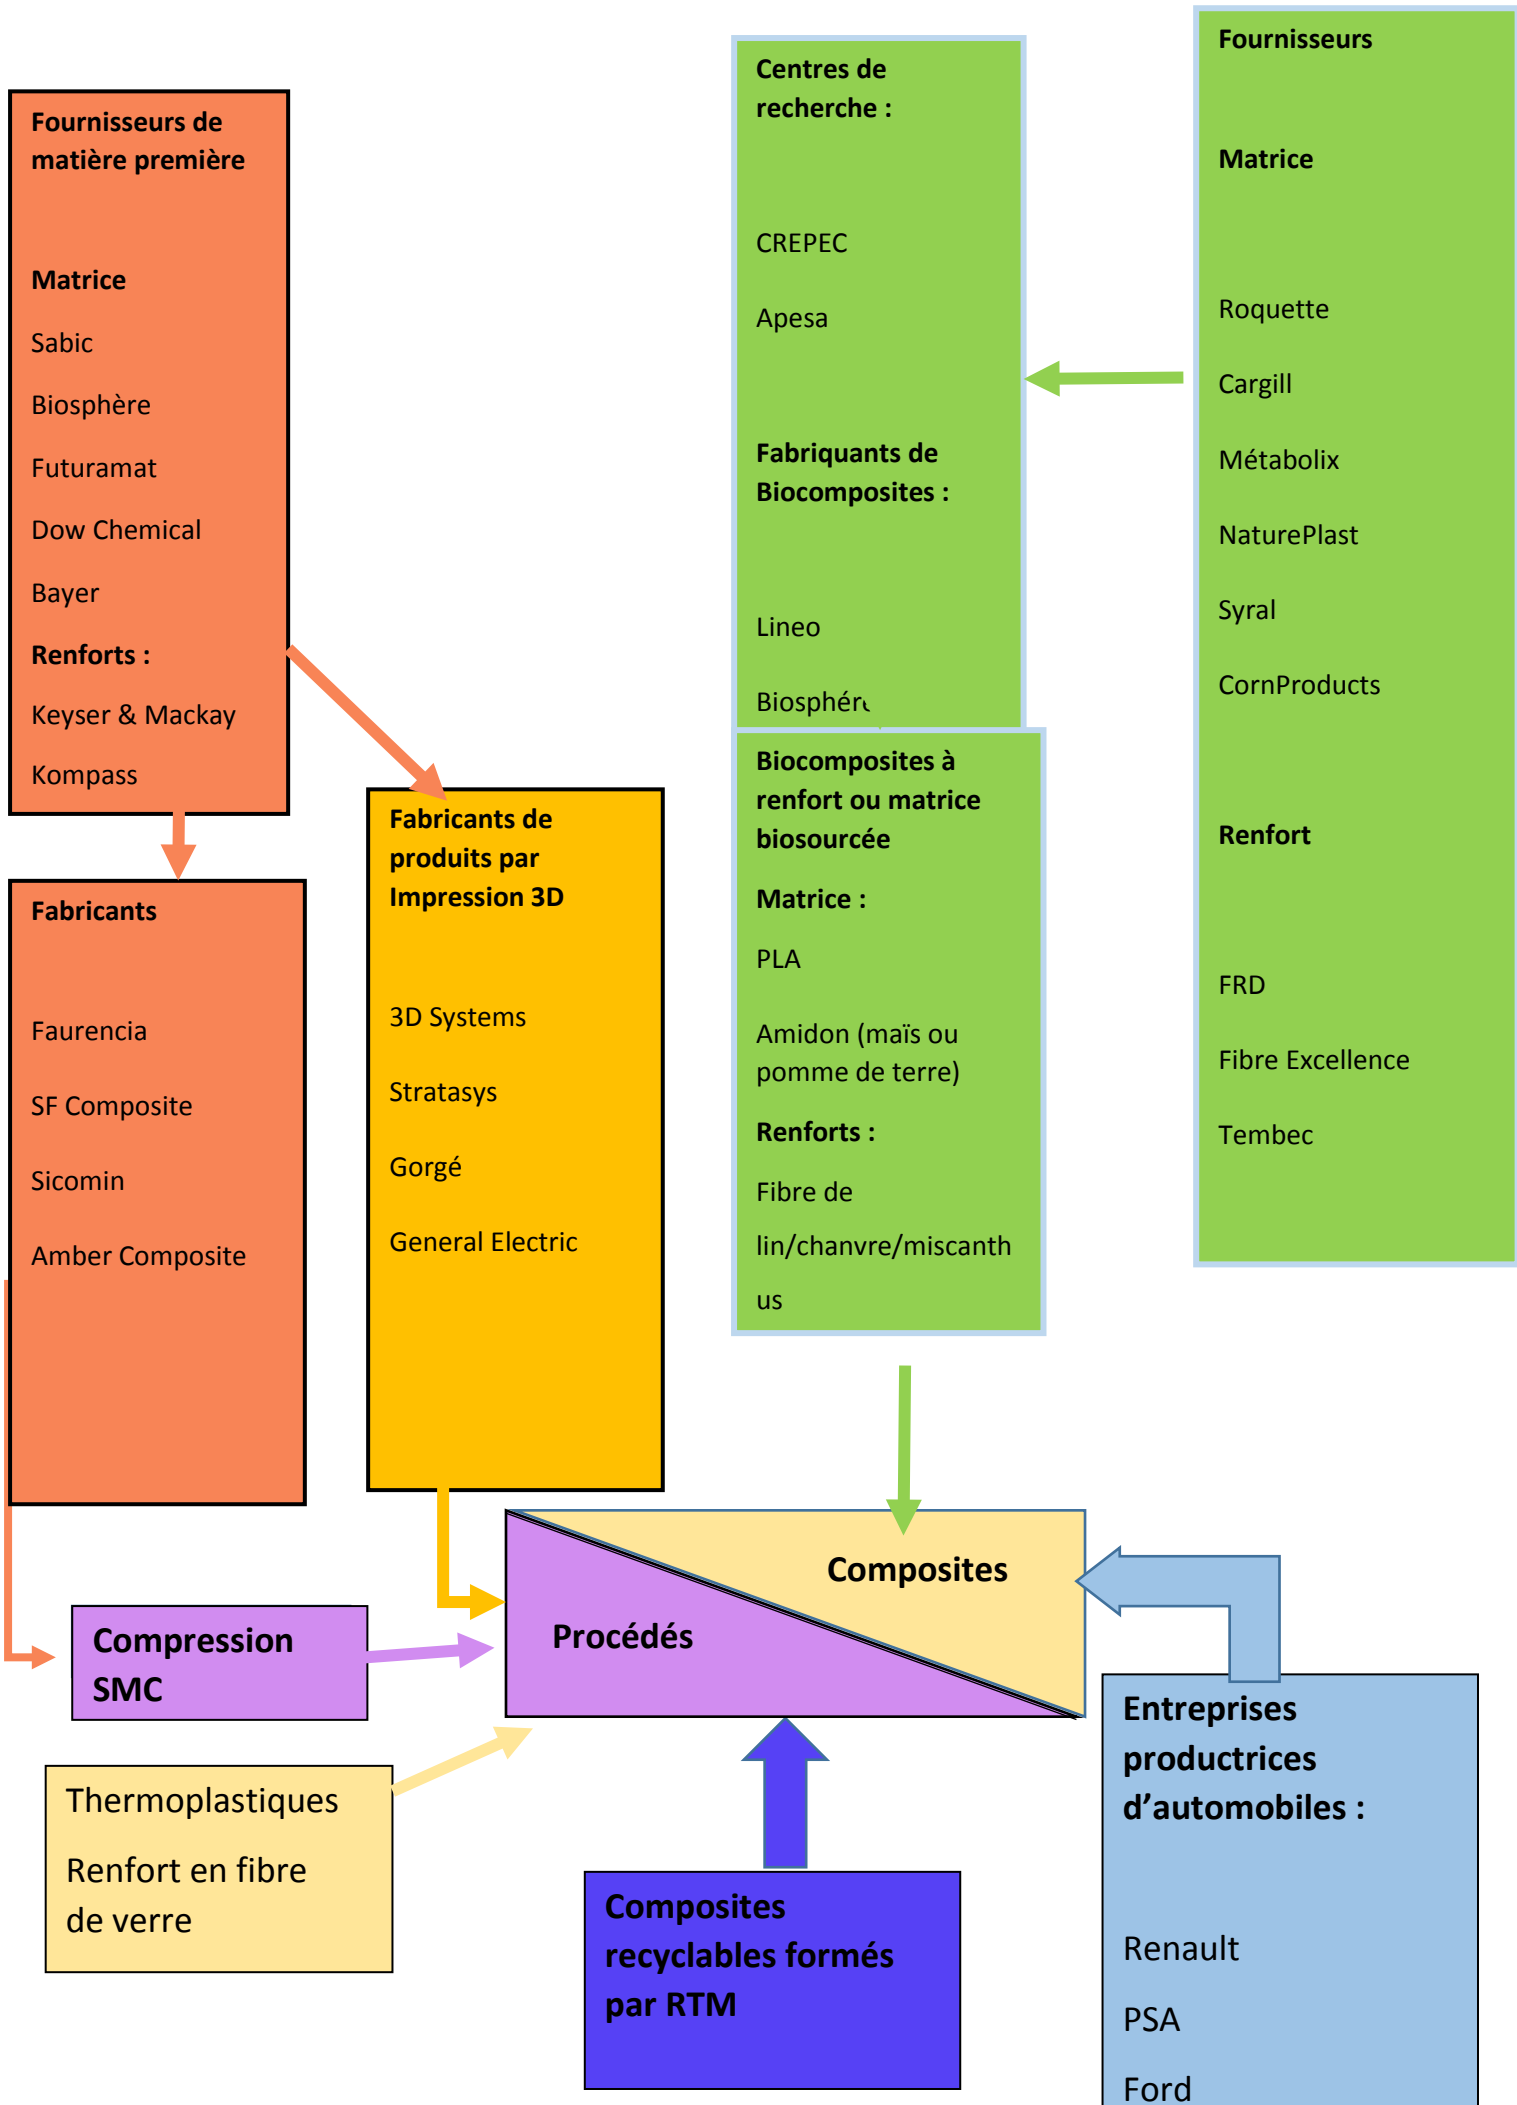 Fournisseurs de
matière première
Matrice
Sabic
Biosphère
Futuramat
Dow Chemical
Bayer
Renforts :
Keyser & Mackay
Kompass
Fabricants
Faurencia
SF Composite
Sicomin
Amber Composite
Fabricants de
produits par
Impression 3D
3D Systems
Stratasys
Gorgé
General Electric
Centres de
recherche :
CREPEC
Apesa
Fabriquants de
Biocomposites :
Lineo
Biosphére
Biocomposites à
renfort ou matrice
biosourcée
Matrice :
PLA
Amidon (maïs ou
pomme de terre)
Renforts :
Fibre de
lin/chanvre/miscanth
us
Fournisseurs
Matrice
Roquette
Cargill
Métabolix
NaturePlast
Syral
CornProducts
Renfort
FRD
Fibre Excellence
Tembec
Composites
Procédés
Compression
SMC
Thermoplastiques
Renfort en fibre
de verre
Composites
recyclables formés
par RTM
Entreprises
productrices
d’automobiles :
Renault
PSA
Ford